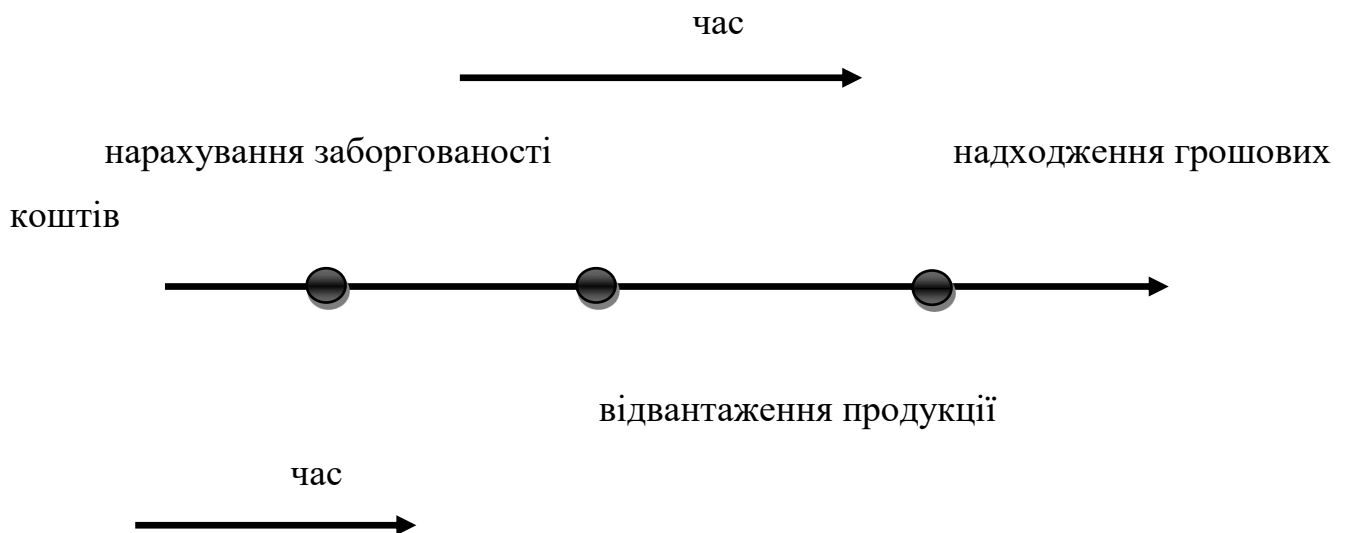 час
нарахування заборгованості надходження грошових
коштів
відвантаження продукції
час